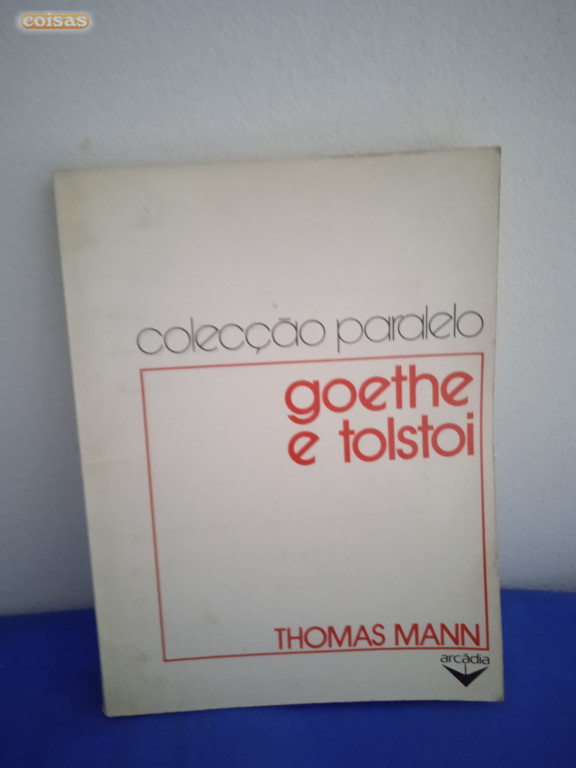 coisas
colecção paralelo
goethe
e tolstoi
THOMAS MANN
arcádia